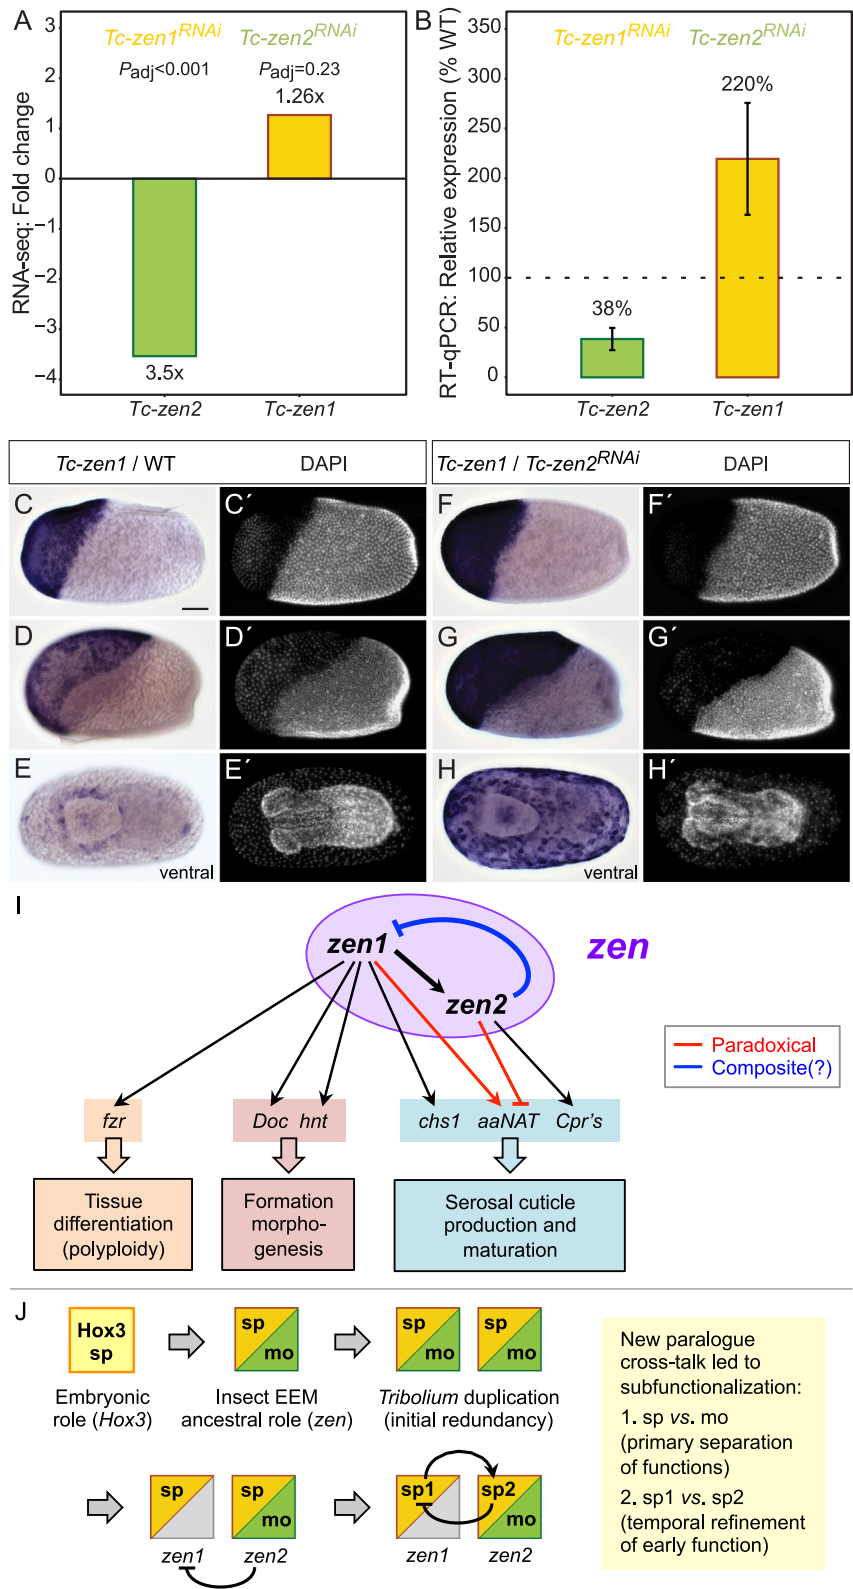 A
Tc-zen1RNAi Tc-zen2RNAi
Padj<0.001 Padj=0.23
1.26x
3.5x
3
2
1
0
−1
−2
−3
−4
RNA-seq: Fold change
Tc-zen2 Tc-zen1
B
Tc-zen1RNAi Tc-zen2RNAi
220%
38%
350
300
250
200
150
100
50
0
RT-qPCR: Relative expression (% WT)
Tc-zen2 Tc-zen1
Tc-zen1 / WT DAPI Tc-zen1 / Tc-zen2RNAi DAPI
C C´ F F´
D D´ G G´
E E´ H H´
ventral ventral
I
zen1
zen2
zen
Paradoxical
Composite(?)
fzr Doc hnt chs1 aaNAT Cpr's
Tissue
differentiation
(polyploidy)
Formation
morpho-
genesis
Serosal cuticle
production and
maturation
J
Hox3
sp
Embryonic
role (Hox3)
sp
mo
Insect EEM
ancestral role (zen)
sp sp
mo mo
Tribolium duplication
(initial redundancy)
sp sp
mo
zen1 zen2
sp1 sp2
mo
zen1 zen2
New paralogue
cross-talk led to
subfunctionalization:
1. sp vs. mo
(primary separation
of functions)
2. sp1 vs. sp2
(temporal refinement
of early function)